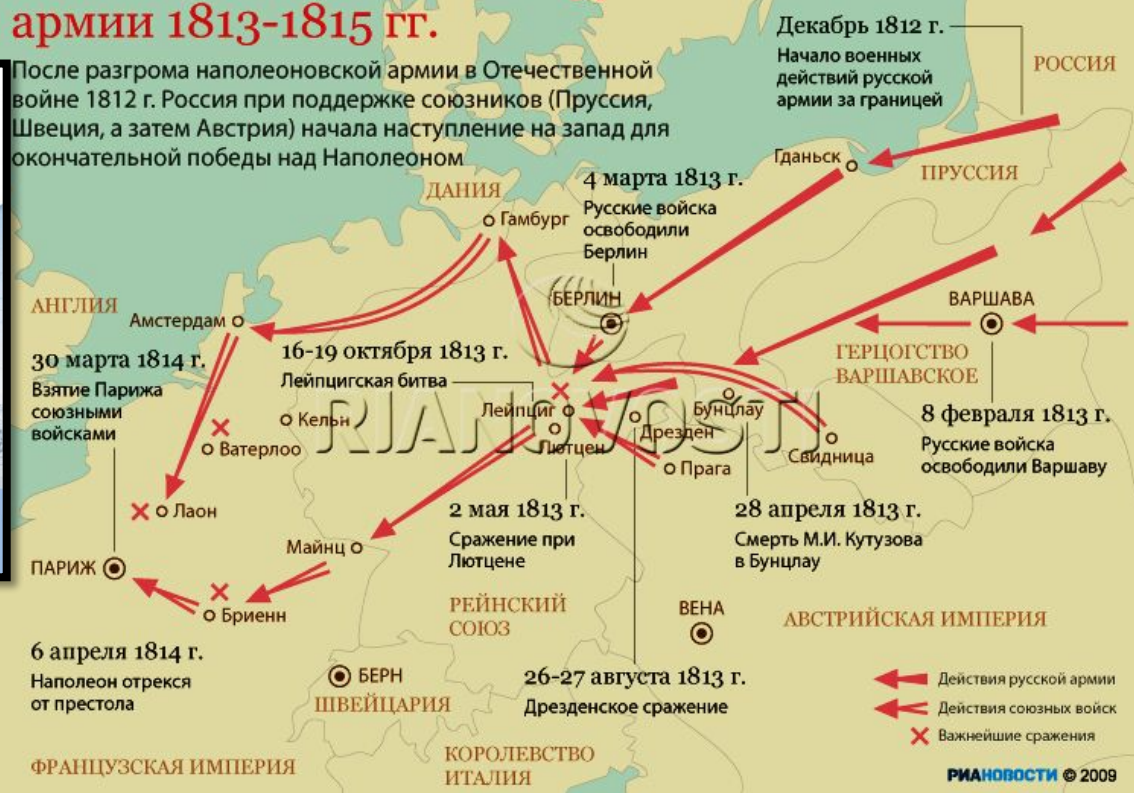 армии 1813-1815 гг.
После разгрома наполеоновской армии в Отечественной
войне 1812 г. Россия при поддержке союзников (Пруссия,
Швеция, а затем Австрия) начала наступление на запад для
окончательной победы над Наполеоном
Декабрь 1812 г.
Начало военных
действий русской
армии за границей
РОССИЯ
Гданьск
ПРУССИЯ
ДАНИЯ
Гамбург
4 марта 1813 г.
Русские войска
освободили
Берлин
БЕРЛИН
АНГЛИЯ
Амстердам
ВАРШАВА
ГЕРЦОГСТВО
ВАРШАВСКОЕ
30 марта 1814 г.
Взятие Парижа
союзными
войсками
16-19 октября 1813 г.
Лейпцигская битва
Лейпциг
Кельн
Ватерлоо
Лютцен
Дрезден
Бунцлау
Прага
Свидница
RIANOVOSTI
8 февраля 1813 г.
Русские войска
освободили Варшаву
Лаон
2 мая 1813 г.
Сражение при
Лютцене
28 апреля 1813 г.
Смерть М.И. Кутузова
в Бунцлау
Майнц
ПАРИЖ
Бриенн
РЕЙНСКИЙ
СОЮЗ
ВЕНА
АВСТРИЙСКАЯ ИМПЕРИЯ
6 апреля 1814 г.
Наполеон отрекся
от престола
БЕРН
ШВЕЙЦАРИЯ
26-27 августа 1813 г.
Дрезденское сражение
Действия русской армии
Действия союзных войск
Важнейшие сражения
ФРАНЦУЗСКАЯ ИМПЕРИЯ
КОРОЛЕВСТВО
ИТАЛИЯ
РИАНОВОСТИ © 2009